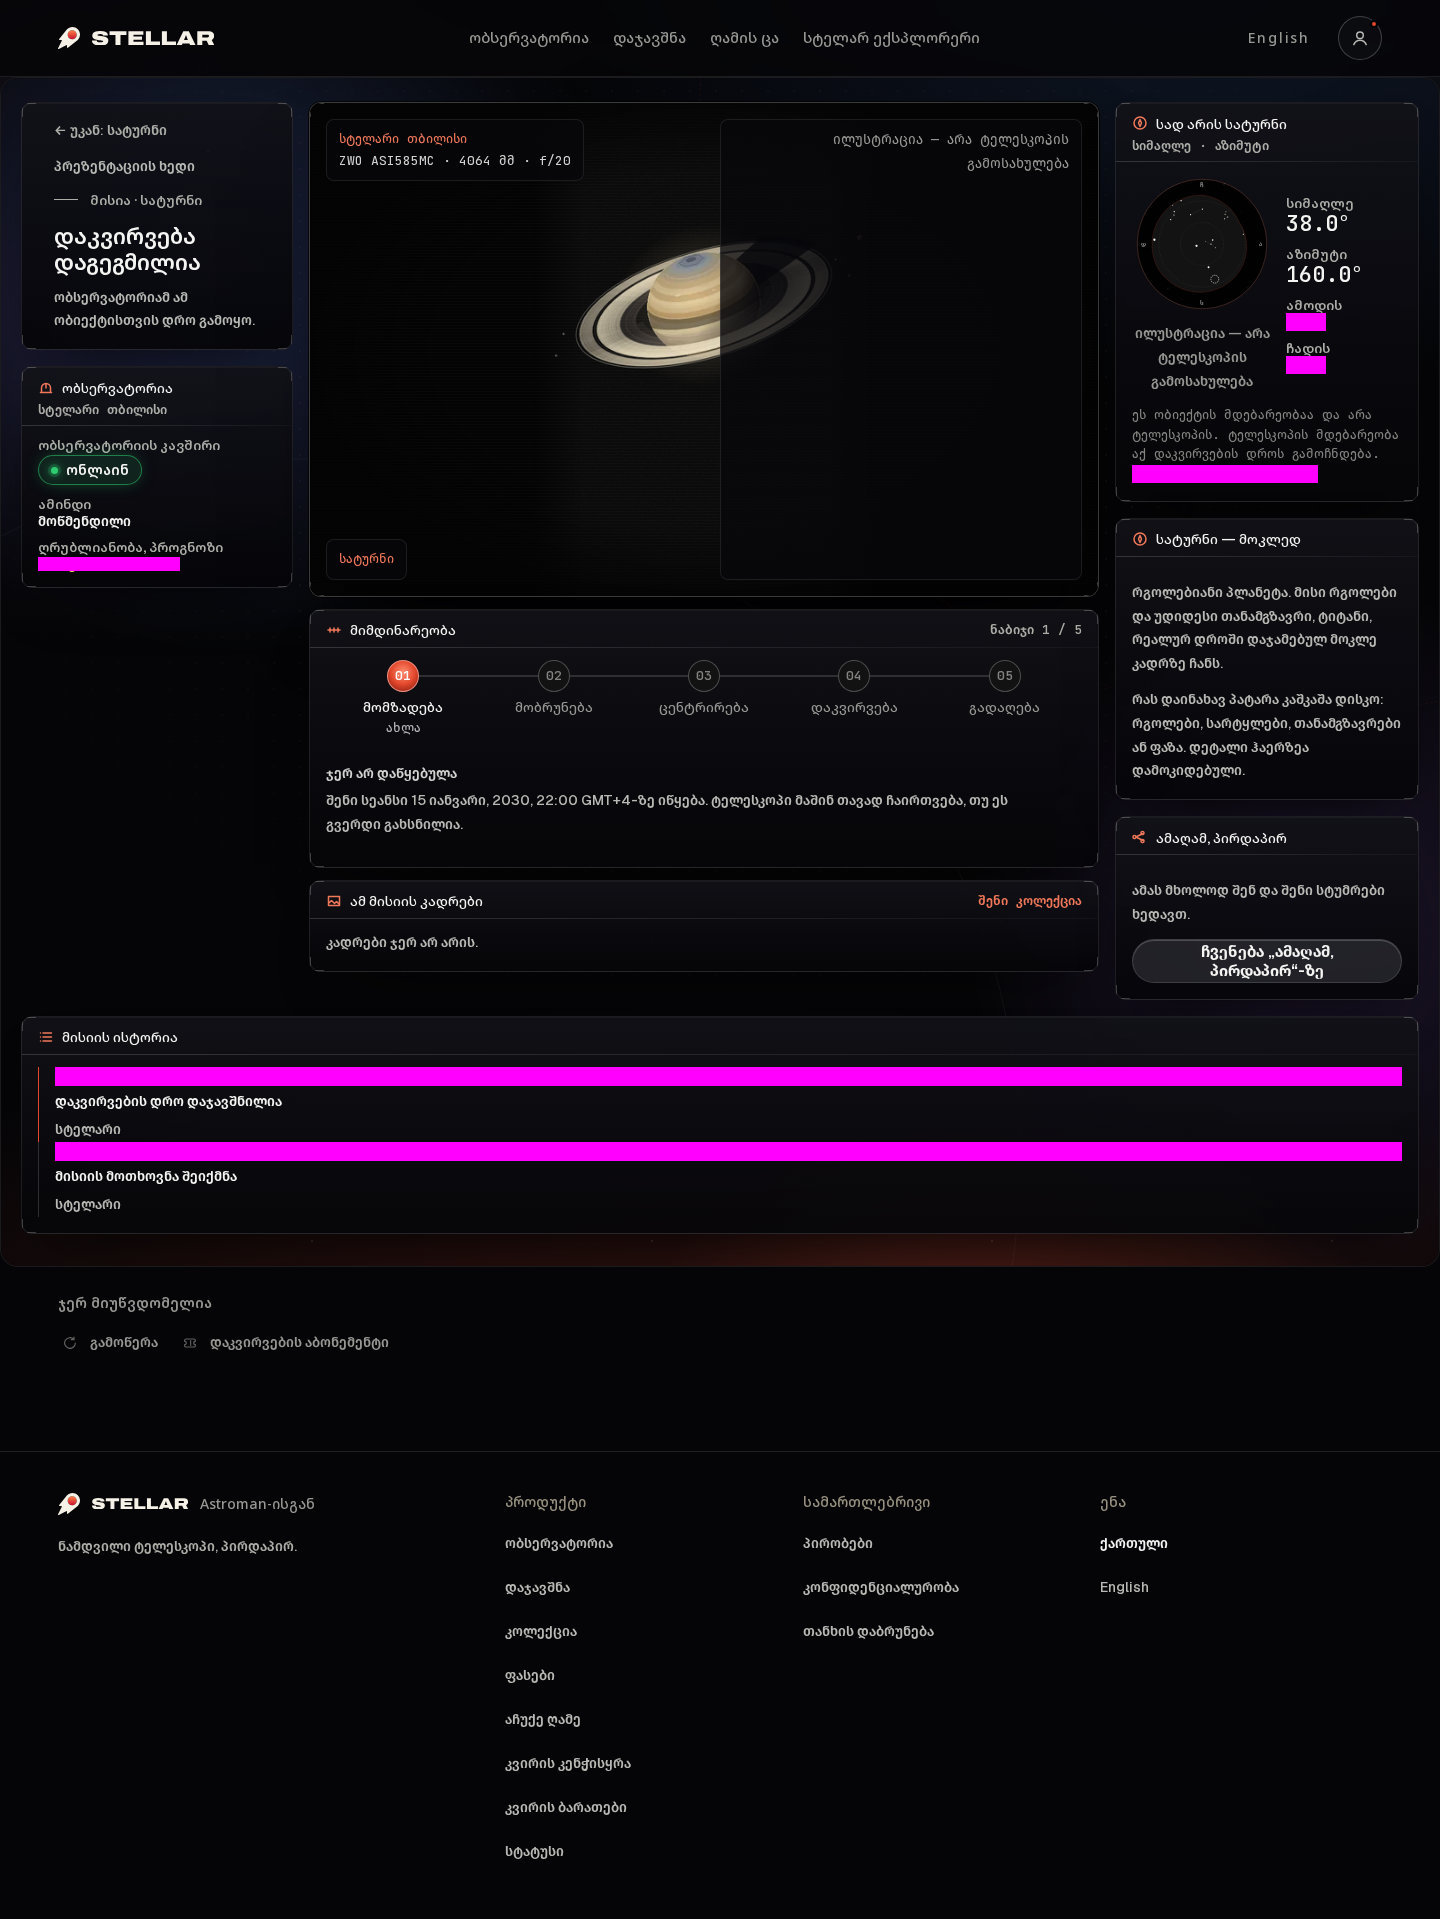 STELLAR
ობსერვატორია დაჯავშნა ღამის ცა სტელარ ექსპლორერი
English
← უკან: სატურნი
პრეზენტაციის ხედი
მისია · სატურნი
დაკვირვება
დაგეგმილია
ობსერვატორიამ ამ
ობიექტისთვის დრო გამოყო.
ობსერვატორია
სტელარი თბილისი
ობსერვატორიის კავშირი
ონლაინ
ამინდი
მოწმენდილი
ღრუბლიანობა, პროგნოზი
სტელარი თბილისი
ZWO ASI585MC · 4064 მმ · f/20
ილუსტრაცია — არა ტელესკოპის
გამოსახულება
სატურნი
მიმდინარეობა
ნაბიჯი 1 / 5
01 02 03 04 05
მომზადება მობრუნება ცენტრირება დაკვირვება გადაღება
ახლა
ჯერ არ დაწყებულა
შენი სეანსი 15 იანვარი, 2030, 22:00 GMT+4-ზე იწყება. ტელესკოპი მაშინ თავად ჩაირთვება, თუ ეს
გვერდი გახსნილია.
ამ მისიის კადრები
შენი კოლექცია
კადრები ჯერ არ არის.
სად არის სატურნი
სიმაღლე · აზიმუტი
სიმაღლე
38.0°
აზიმუტი
160.0°
ამოდის
ჩადის
ილუსტრაცია — არა
ტელესკოპის
გამოსახულება
ეს ობიექტის მდებარეობაა და არა
ტელესკოპის. ტელესკოპის მდებარეობა
აქ დაკვირვების დროს გამოჩნდება.
სატურნი — მოკლედ
რგოლებიანი პლანეტა. მისი რგოლები
და უდიდესი თანამგზავრი, ტიტანი,
რეალურ დროში დაჯამებულ მოკლე
კადრზე ჩანს.
რას დაინახავ პატარა კაშკაშა დისკო:
რგოლები, სარტყლები, თანამგზავრები
ან ფაზა. დეტალი ჰაერზეა
დამოკიდებული.
ამაღამ, პირდაპირ
ამას მხოლოდ შენ და შენი სტუმრები
ხედავთ.
ჩვენება „ამაღამ,
პირდაპირ“-ზე
მისიის ისტორია
დაკვირვების დრო დაჯავშნილია
სტელარი
მისიის მოთხოვნა შეიქმნა
სტელარი
ჯერ მიუწვდომელია
გამოწერა დაკვირვების აბონემენტი
STELLAR Astroman-ისგან
ნამდვილი ტელესკოპი, პირდაპირ.
პროდუქტი
ობსერვატორია
დაჯავშნა
კოლექცია
ფასები
აჩუქე ღამე
კვირის კენჭისყრა
კვირის ბარათები
სტატუსი
სამართლებრივი
პირობები
კონფიდენციალურობა
თანხის დაბრუნება
ენა
ქართული
English